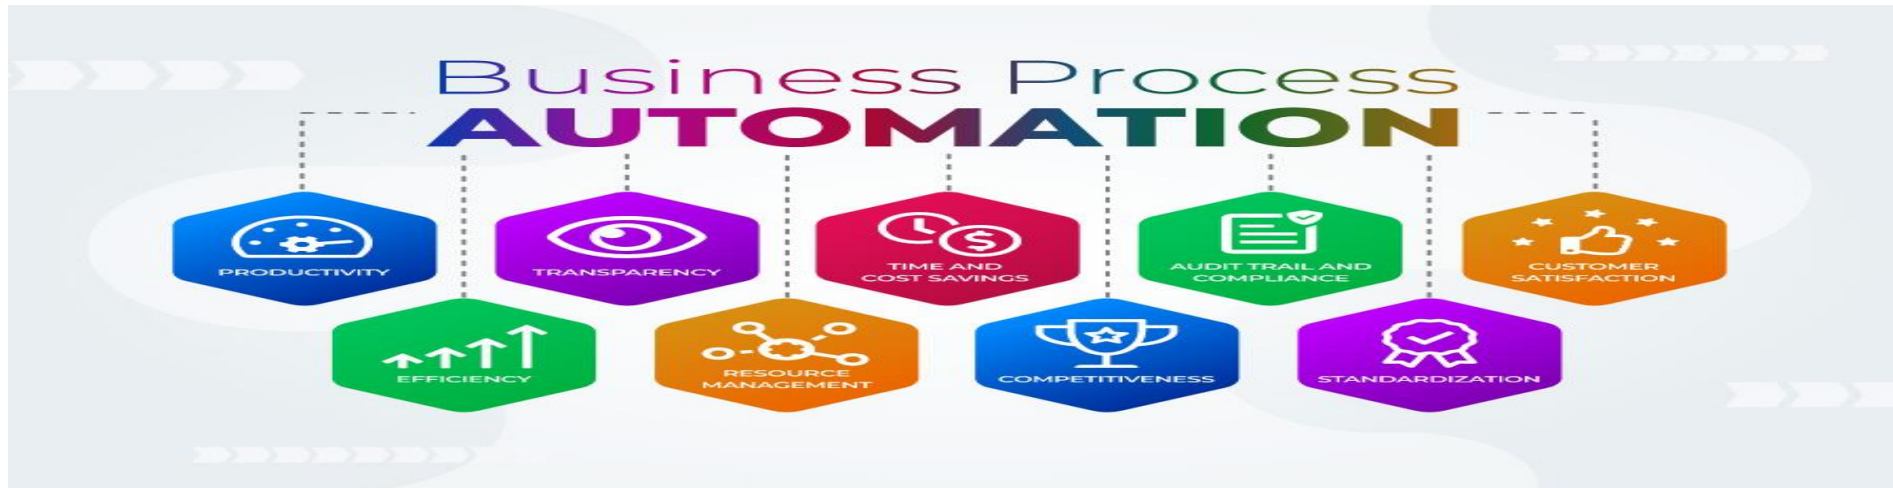 Business Process
AUTOMATION
PRODUCTIVITY
TRANSPARENCY
TIME AND
COST SAVINGS
AUDIT TRAIL AND
COMPLIANCE
CUSTOMER
SATISFACTION
EFFICIENCY
RESOURCE
MANAGEMENT
COMPETITIVENESS
STANDARDIZATION